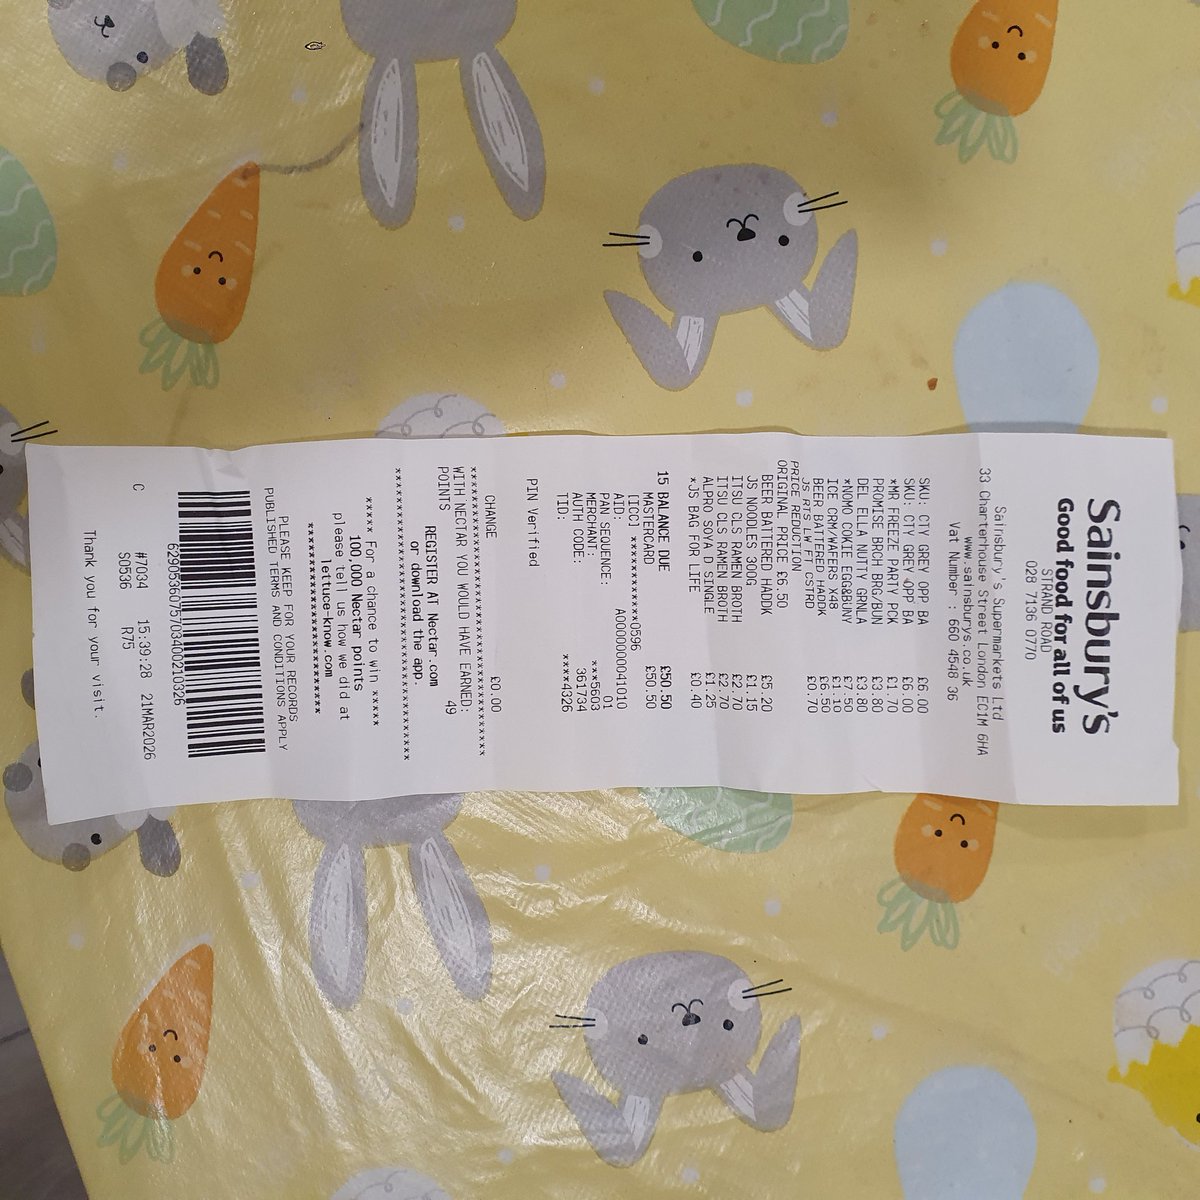 Sainsbury's
Good food for all of us
STRAND ROAD
028 7136 0770
Sainsbury's Supermarkets Ltd
33 Charterhouse Street London EC1M 6HA
www.sainsburys.co.uk
Vat Number : 660 4548 36
SKU: CTY GREY OPP BA £6.00
SKU: CTY GREY OPP BA £6.00
*MR FREEZE PARTY PCK £1.70
PROMISE BRCH BRG/BUN £3.80
DEL ELLA NUTTY GRNLA £3.80
*NOMO COKIE EGG&BUNY £7.50
ICE CRM/WAFERS X48 £1.10
BEER BATTERED HADDK £6.50
JS RTS LW FT CSTRD £0.70
PRICE REDUCTION
ORIGINAL PRICE £6.50
BEER BATTERED HADDK £5.20
JS NOODLES 300G £1.15
ITSU CLS RAMEN BROTH £2.70
ITSU CLS RAMEN BROTH £2.70
ALPRO SOYA D SINGLE £1.25
*JS BAG FOR LIFE £0.40
15 BALANCE DUE £50.50
MASTERCARD £50.50
ICC1 ************0596
AID: A0000000041010
PAN SEQUENCE: 01
MERCHANT: ***5603
AUTH CODE: 361734
TID: ****4326
PIN Verified
CHANGE £0.00
************************************
WITH NECTAR YOU WOULD HAVE EARNED:
POINTS 49
REGISTER AT Nectar.com
or download the app.
************************************
***** For a chance to win *****
100,000 Nectar points
please tell us how we did at
lettuce-know.com
************************
PLEASE KEEP FOR YOUR RECORDS
PUBLISHED TERMS AND CONDITIONS APPLY
6290536075703400210326
C #7034 15:39:28 21MAR2026
S0536 R75
Thank you for your visit.